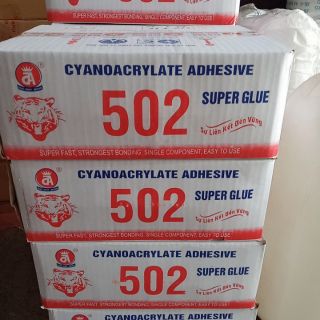 502
SUPER FAST, STRONGEST BONDING, SINGLE COMPONENT, EASY TO USE
CYANOACRYLATE ADHESIVE
502
SUPER GLUE
Sự Liên Kết Bền Vững
SUPER FAST, STRONGEST BONDING, SINGLE COMPONENT, EASY TO USE
CYANOACRYLATE ADHESIVE
502
SUPER GLUE
Sự Liên Kết Bền Vững
SUPER FAST, STRONGEST BONDING, SINGLE COMPONENT, EASY TO USE
CYANOACRYLATE ADHESIVE
502
SUPER GLUE
Sự Liên Kết Bền Vững
SUPER FAST, STRONGEST BONDING, SINGLE COMPONENT, EASY TO USE
CYANOACRYLATE ADHESIVE